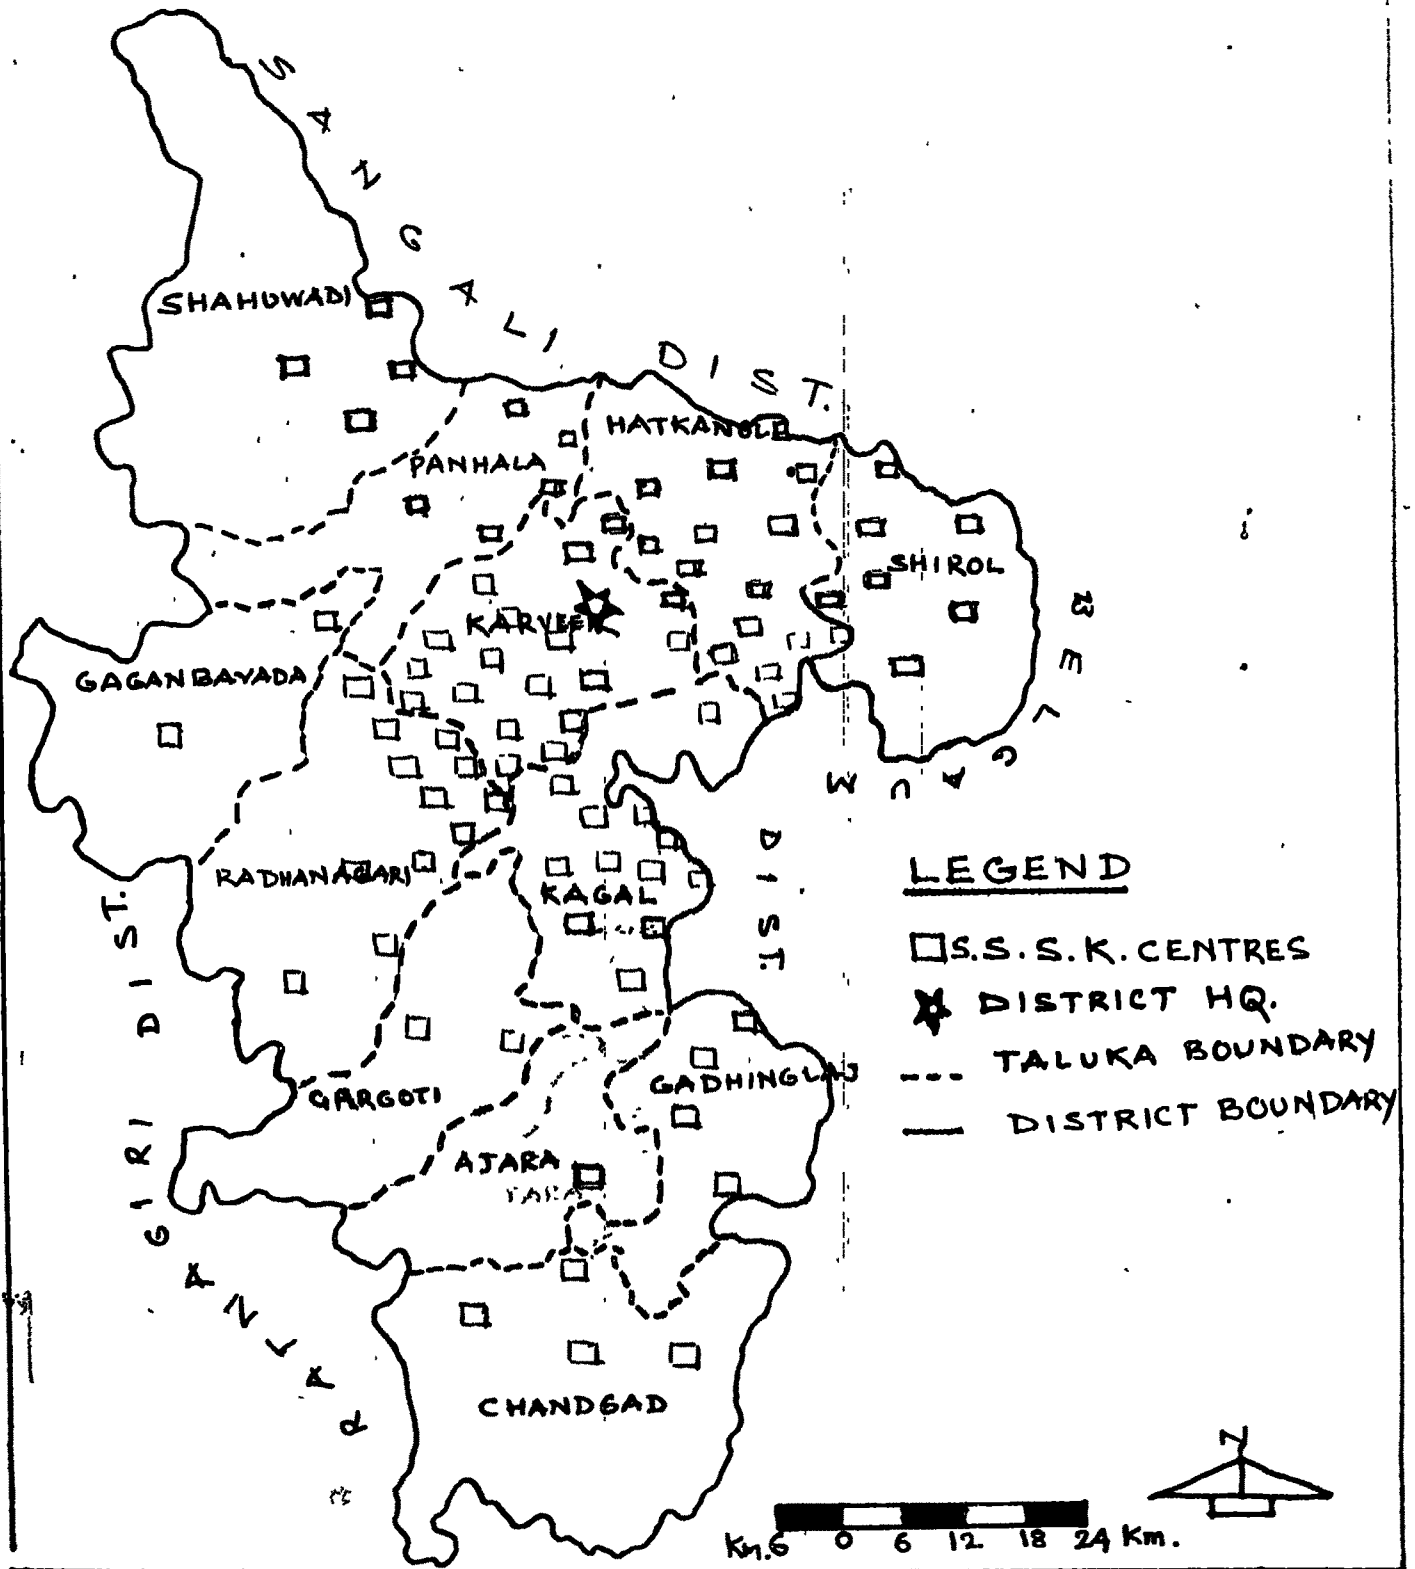 SANGALI DIST.
SHAHUWADI
HATKANGLE
PANHALA
SHIROL
KARVEER
GAGANBAVADA
BELGAUM
DIST.
RADHANAGARI
KAGAL
GARGOTI
GADHINGLAJ
AJARA
CHANDGAD
RATNAGIRI DIST.
LEGEND
S.S.S.K. CENTRES
DISTRICT HQ.
TALUKA BOUNDARY
DISTRICT BOUNDARY
N
Km. 6 0 6 12 18 24 Km.